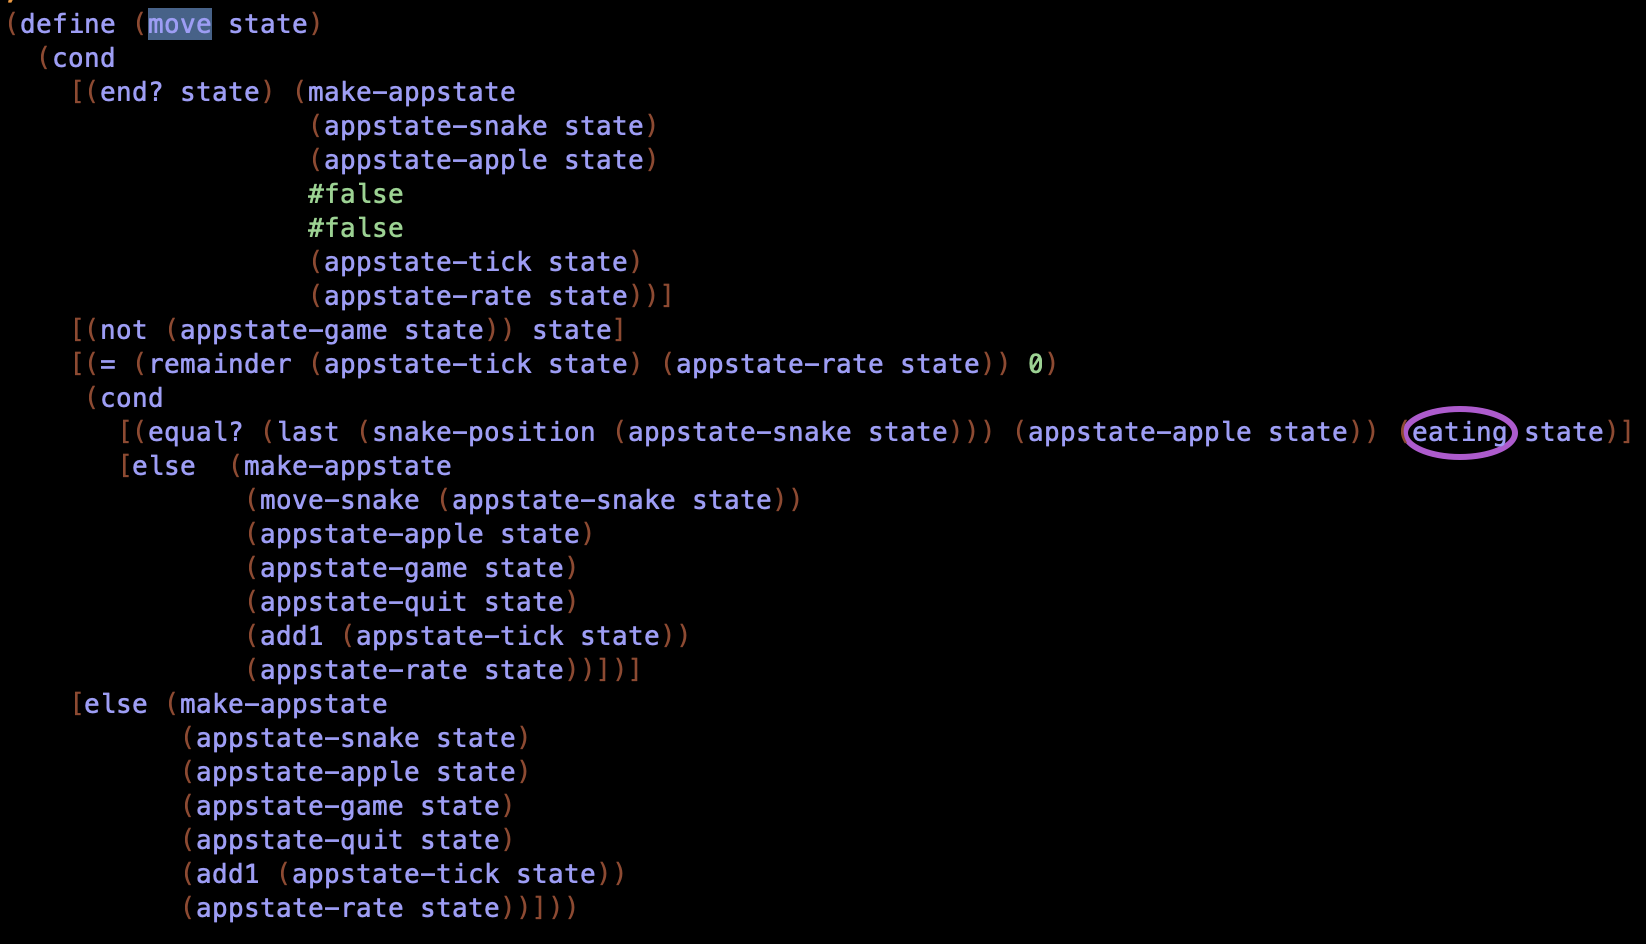 (define (move state)
  (cond
    [(end? state) (make-appstate
                   (appstate-snake state)
                   (appstate-apple state)
                   #false
                   #false
                   (appstate-tick state)
                   (appstate-rate state))]
    [(not (appstate-game state)) state]
    [(= (remainder (appstate-tick state) (appstate-rate state)) 0)
     (cond
       [(equal? (last (snake-position (appstate-snake state))) (appstate-apple state)) (eating state)]
       [else  (make-appstate
               (move-snake (appstate-snake state))
               (appstate-apple state)
               (appstate-game state)
               (appstate-quit state)
               (add1 (appstate-tick state))
               (appstate-rate state))])]
    [else (make-appstate
           (appstate-snake state)
           (appstate-apple state)
           (appstate-game state)
           (appstate-quit state)
           (add1 (appstate-tick state))
           (appstate-rate state))]))